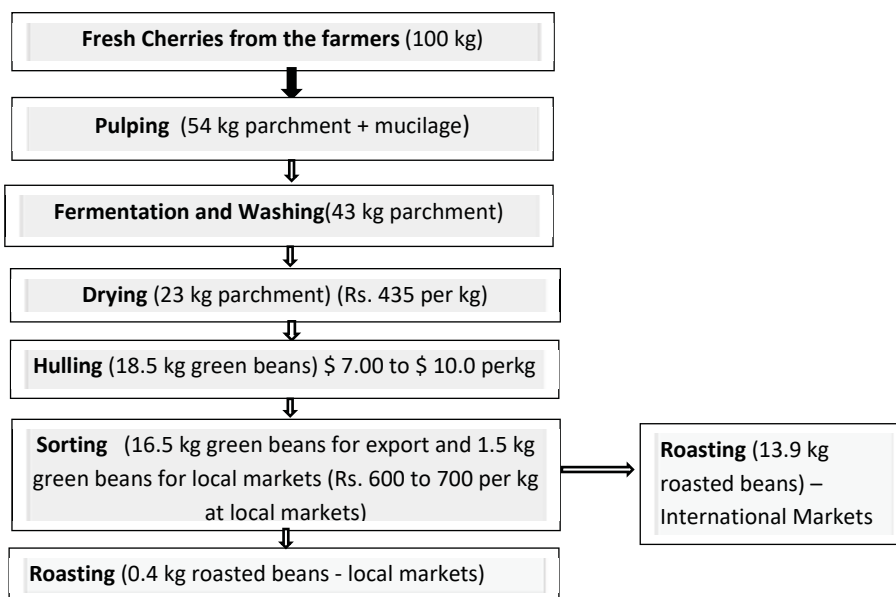 Fresh Cherries from the farmers (100 kg)
Pulping (54 kg parchment + mucilage)
Fermentation and Washing(43 kg parchment)
Drying (23 kg parchment) (Rs. 435 per kg)
Hulling (18.5 kg green beans) $ 7.00 to $ 10.0 perkg
Sorting (16.5 kg green beans for export and 1.5 kg
green beans for local markets (Rs. 600 to 700 per kg
at local markets)
Roasting (13.9 kg
roasted beans) –
International Markets
Roasting (0.4 kg roasted beans - local markets)